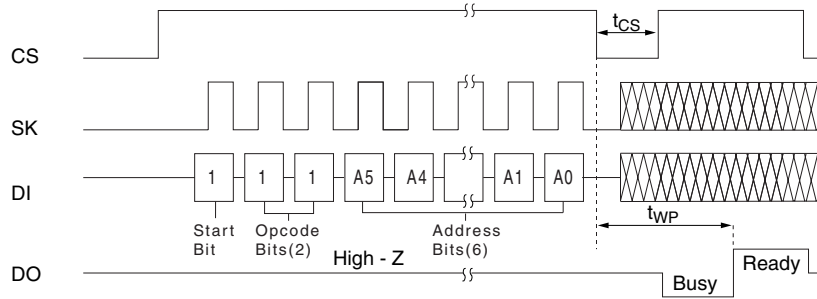 CS
tCS
SK
DI
1 1 1 A5 A4 A1 A0
Start Bit
Opcode Bits(2)
Address Bits(6)
tWP
High - Z
DO
Busy
Ready